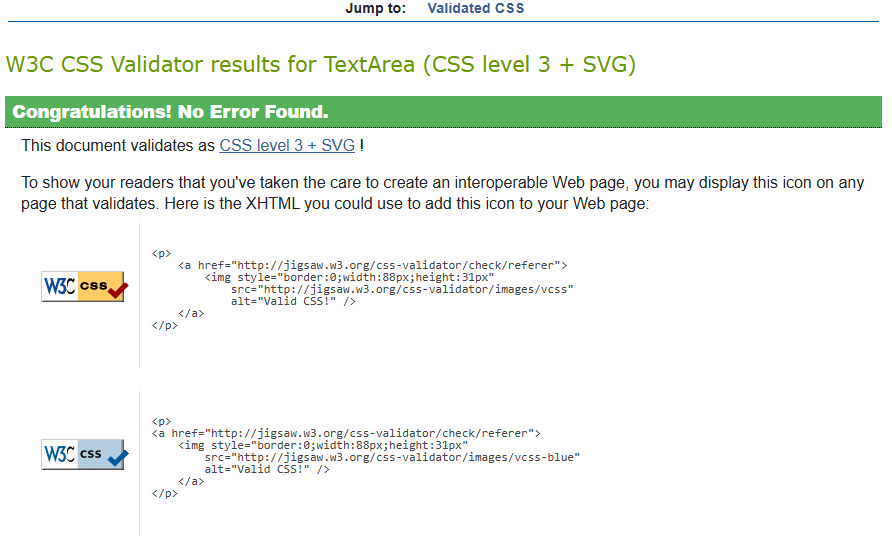 Jump to: Validated CSS
W3C CSS Validator results for TextArea (CSS level 3 + SVG)
Congratulations! No Error Found.
This document validates as CSS level 3 + SVG !
To show your readers that you've taken the care to create an interoperable Web page, you may display this icon on any
page that validates. Here is the XHTML you could use to add this icon to your Web page:
W3C css
<p>
<a href="http://jigsaw.w3.org/css-validator/check/referer">
<img style="border:0;width:88px;height:31px"
src="http://jigsaw.w3.org/css-validator/images/vcss"
alt="Valid CSS!" />
</a>
</p>
W3C css
<p>
<a href="http://jigsaw.w3.org/css-validator/check/referer">
<img style="border:0;width:88px;height:31px"
src="http://jigsaw.w3.org/css-validator/images/vcss-blue"
alt="Valid CSS!" />
</a>
</p>